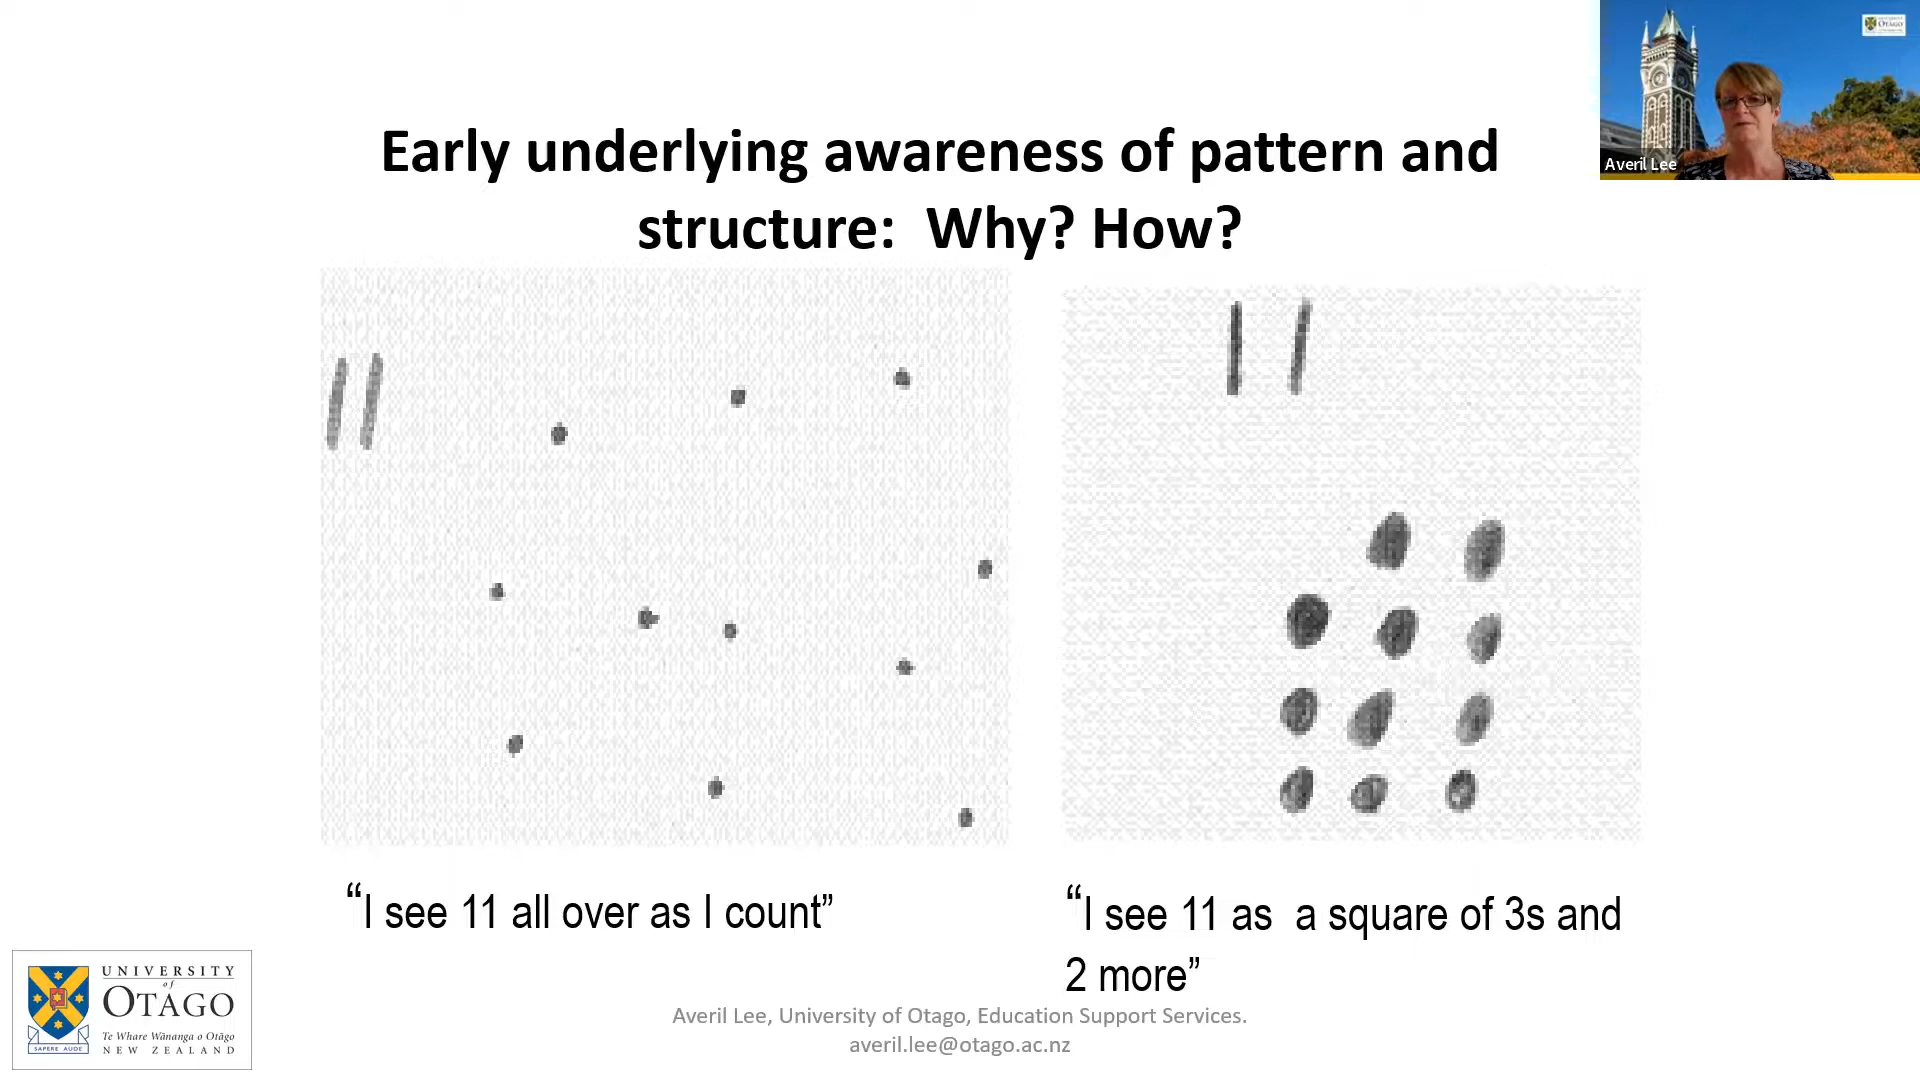 Averil Lee
Early underlying awareness of pattern and
structure: Why? How?
11
11
“I see 11 all over as I count”
“I see 11 as a square of 3s and
2 more”
UNIVERSITY
of
OTAGO
Te Whare Wānanga o Otāgo
NEW ZEALAND
SAPERE AUDE
Averil Lee, University of Otago, Education Support Services.
averil.lee@otago.ac.nz